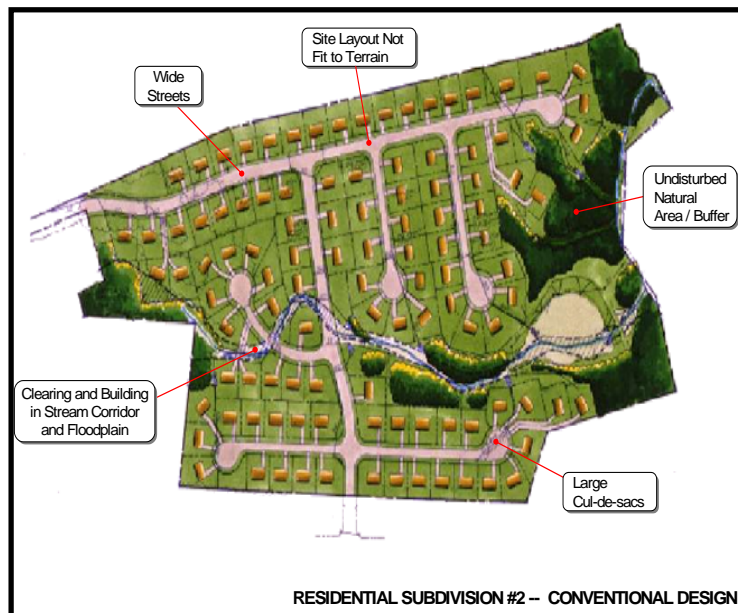 Site Layout Not
Fit to Terrain
Wide
Streets
Undisturbed
Natural
Area / Buffer
Clearing and Building
in Stream Corridor
and Floodplain
Large
Cul-de-sacs
RESIDENTIAL SUBDIVISION #2 -- CONVENTIONAL DESIGN